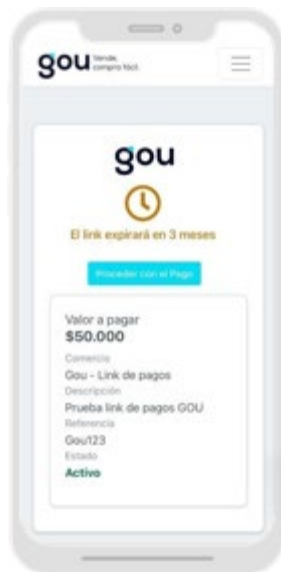 gou Vende,
compra fácil.
gou
El link expirará en 3 meses
Proceder con el Pago
Valor a pagar
$50.000
Comercio
Gou - Link de pagos
Descripción
Prueba link de pagos GOU
Referencia
Gou123
Estado
Activo